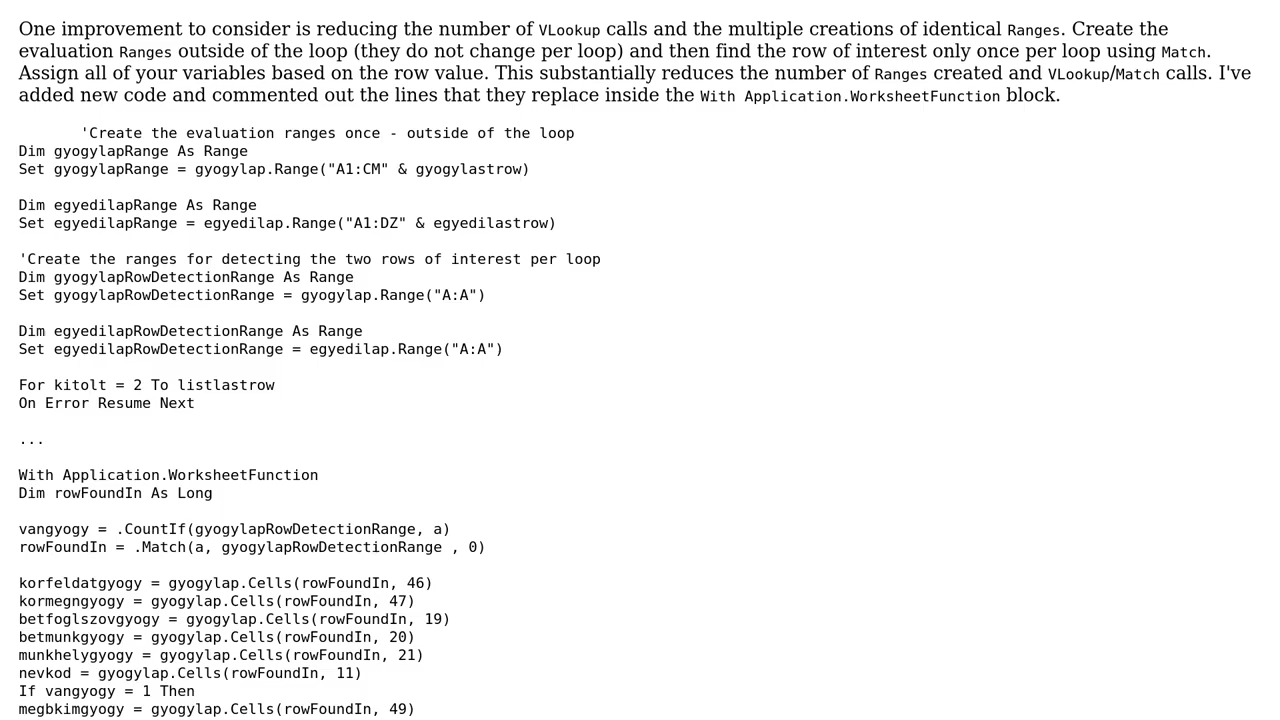 One improvement to consider is reducing the number of VLookup calls and the multiple creations of identical Ranges. Create the
evaluation Ranges outside of the loop (they do not change per loop) and then find the row of interest only once per loop using Match.
Assign all of your variables based on the row value. This substantially reduces the number of Ranges created and VLookup/Match calls. I've
added new code and commented out the lines that they replace inside the With Application.WorksheetFunction block.
'Create the evaluation ranges once - outside of the loop
Dim gyogylapRange As Range
Set gyogylapRange = gyogylap.Range("A1:CM" & gyogylastrow)
Dim egyedilapRange As Range
Set egyedilapRange = egyedilap.Range("A1:DZ" & egyedilastrow)
'Create the ranges for detecting the two rows of interest per loop
Dim gyogylapRowDetectionRange As Range
Set gyogylapRowDetectionRange = gyogylap.Range("A:A")
Dim egyedilapRowDetectionRange As Range
Set egyedilapRowDetectionRange = egyedilap.Range("A:A")
For kitolt = 2 To listlastrow
On Error Resume Next
...
With Application.WorksheetFunction
Dim rowFoundIn As Long
vangyogy = .CountIf(gyogylapRowDetectionRange, a)
rowFoundIn = .Match(a, gyogylapRowDetectionRange , 0)
korfeldatgyogy = gyogylap.Cells(rowFoundIn, 46)
kormegngyogy = gyogylap.Cells(rowFoundIn, 47)
betfoglszovgyogy = gyogylap.Cells(rowFoundIn, 19)
betmunkgyogy = gyogylap.Cells(rowFoundIn, 20)
munkhelygyogy = gyogylap.Cells(rowFoundIn, 21)
nevkod = gyogylap.Cells(rowFoundIn, 11)
If vangyogy = 1 Then
megbkimgyogy = gyogylap.Cells(rowFoundIn, 49)